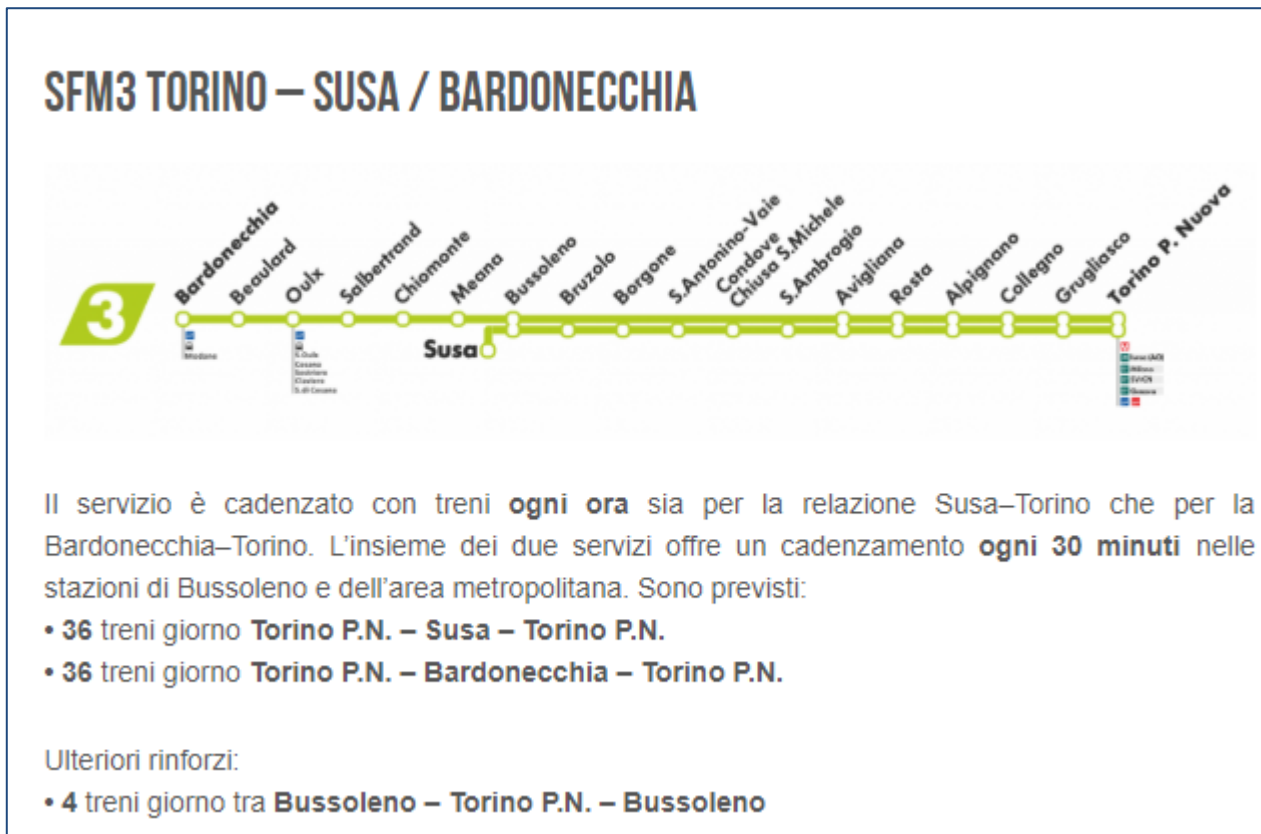 SFM3 TORINO – SUSA / BARDONECCHIA
3
Bardonecchia
Beaulard
Oulx
Salbertrand
Chiomonte
Meana
Bussoleno
Bruzolo
Borgone
S.Antonino-Vaie
Condove
Chiusa S.Michele
S.Ambrogio
Avigliana
Rosta
Alpignano
Collegno
Grugliasco
Torino P. Nuova
Susa
Modane
Il servizio è cadenzato con treni ogni ora sia per la relazione Susa–Torino che per la
Bardonecchia–Torino. L'insieme dei due servizi offre un cadenzamento ogni 30 minuti nelle
stazioni di Bussoleno e dell'area metropolitana. Sono previsti:
• 36 treni giorno Torino P.N. – Susa – Torino P.N.
• 36 treni giorno Torino P.N. – Bardonecchia – Torino P.N.
Ulteriori rinforzi:
• 4 treni giorno tra Bussoleno – Torino P.N. – Bussoleno